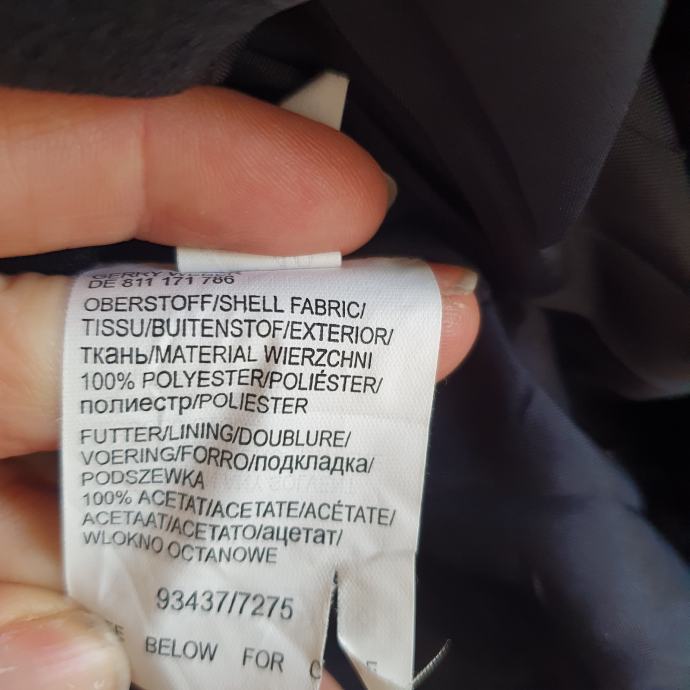 GERRY WEBER
DE 811 171 786
OBERSTOFF/SHELL FABRIC/
TISSU/BUITENSTOF/EXTERIOR/
ткань/MATERIAL WIERZCHNI
100% POLYESTER/POLIÉSTER/
полиестр/POLIESTER
FUTTER/LINING/DOUBLURE/
VOERING/FORRO/подкладка/
PODSZEWKA
100% ACETAT/ACETATE/ACÉTATE/
ACETAAT/ACETATO/ацетат/
WLOKNO OCTANOWE
93437/7275
BELOW FOR